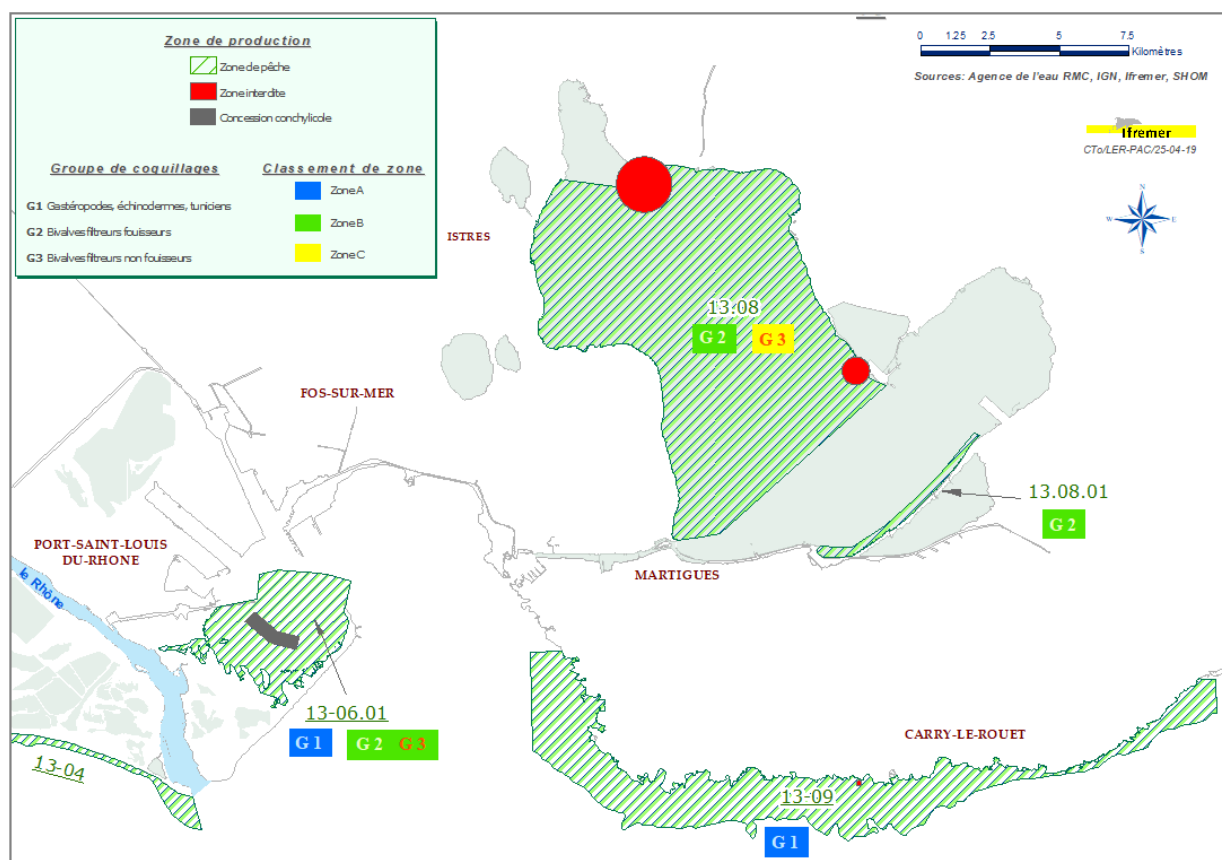 Zone de production
Zone de pêche
Zone interdite
Concession conchylicole
Groupe de coquillages
Classement de zone
G1 Gastéropodes, échinodermes, tuniciens
G2 Bivalves filtreurs fouisseurs
G3 Bivalves filtreurs non fouisseurs
Zone A
Zone B
Zone C
0 1.25 2.5 5 7.5
Kilomètres
Sources: Agence de l'eau RMC, IGN, Ifremer, SHOM
Ifremer
CTo/LER-PAC/25-04-19
N
W E
S
ISTRES
13.08
G 2 G 3
FOS-SUR-MER
13.08.01
G 2
PORT-SAINT-LOUIS
DU-RHONE
MARTIGUES
le Rhône
13-06.01
G 1 G 2 G 3
CARRY-LE-ROUET
13-04
13-09
G 1